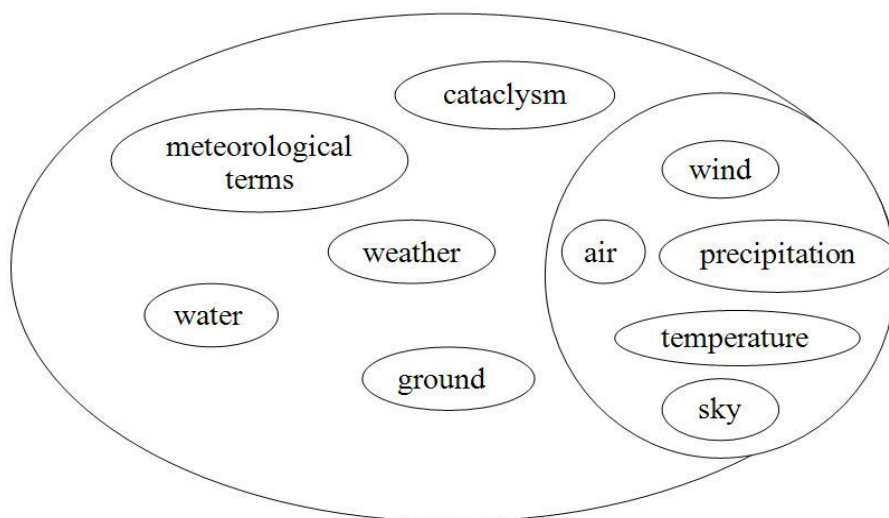 cataclysm
meteorological
terms
wind
weather
air
precipitation
water
temperature
ground
sky